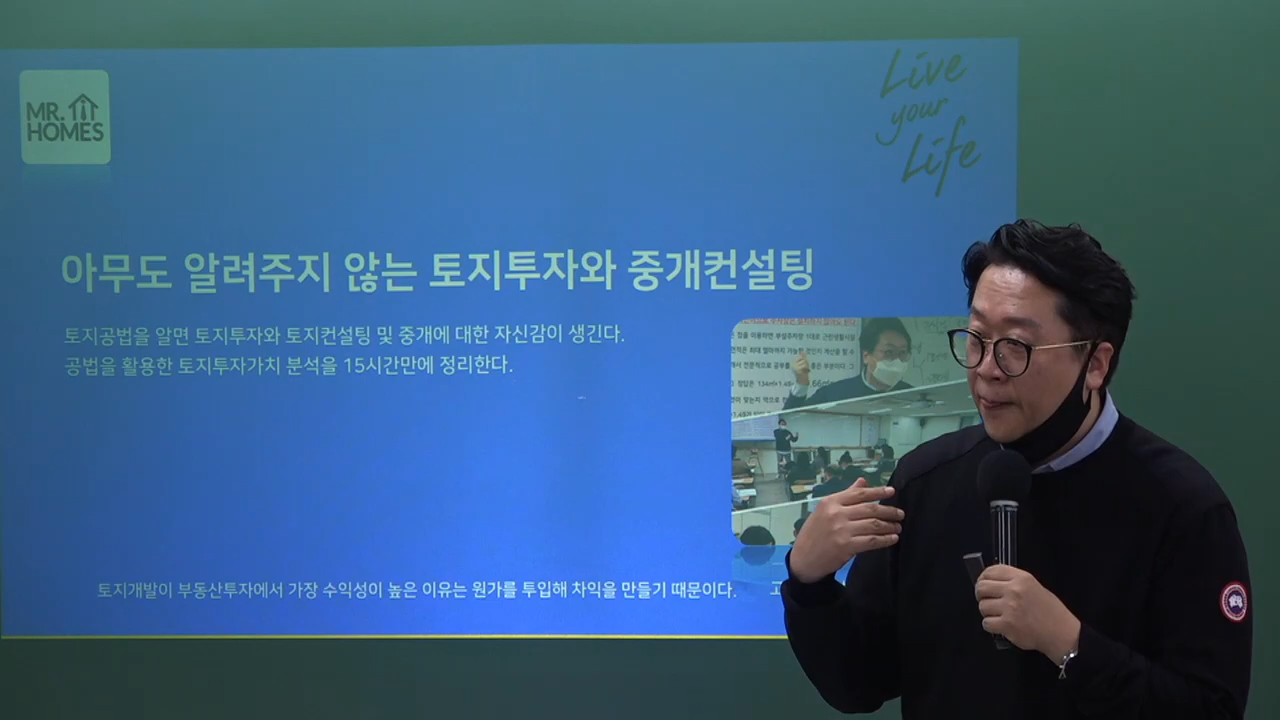 MR.
HOMES
Live
your
Life
아무도 알려주지 않는 토지투자와 중개컨설팅
토지공법을 알면 토지투자와 토지컨설팅 및 중개에 대한 자신감이 생긴다.
공법을 활용한 토지투자가치 분석을 15시간만에 정리한다.
토지개발이 부동산투자에서 가장 수익성이 높은 이유는 원가를 투입해 차익을 만들기 때문이다.